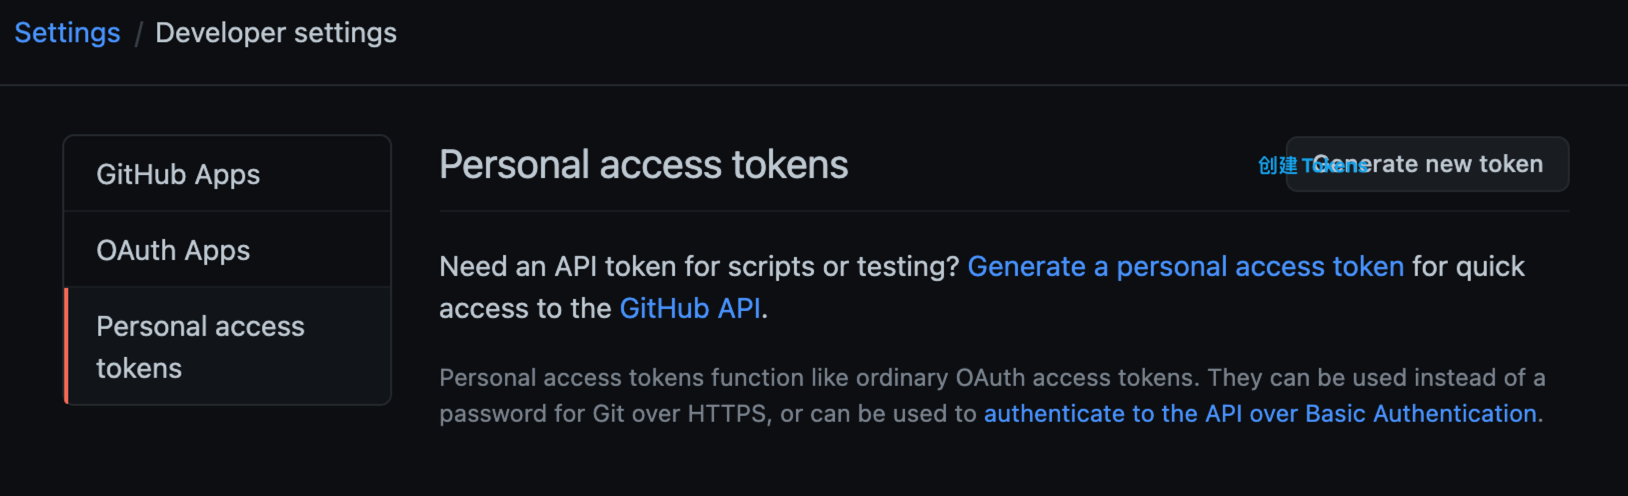 Settings / Developer settings
GitHub Apps
OAuth Apps
Personal access
tokens
Personal access tokens
创建 Tokens
Generate new token
Need an API token for scripts or testing? Generate a personal access token for quick
access to the GitHub API.
Personal access tokens function like ordinary OAuth access tokens. They can be used instead of a
password for Git over HTTPS, or can be used to authenticate to the API over Basic Authentication.